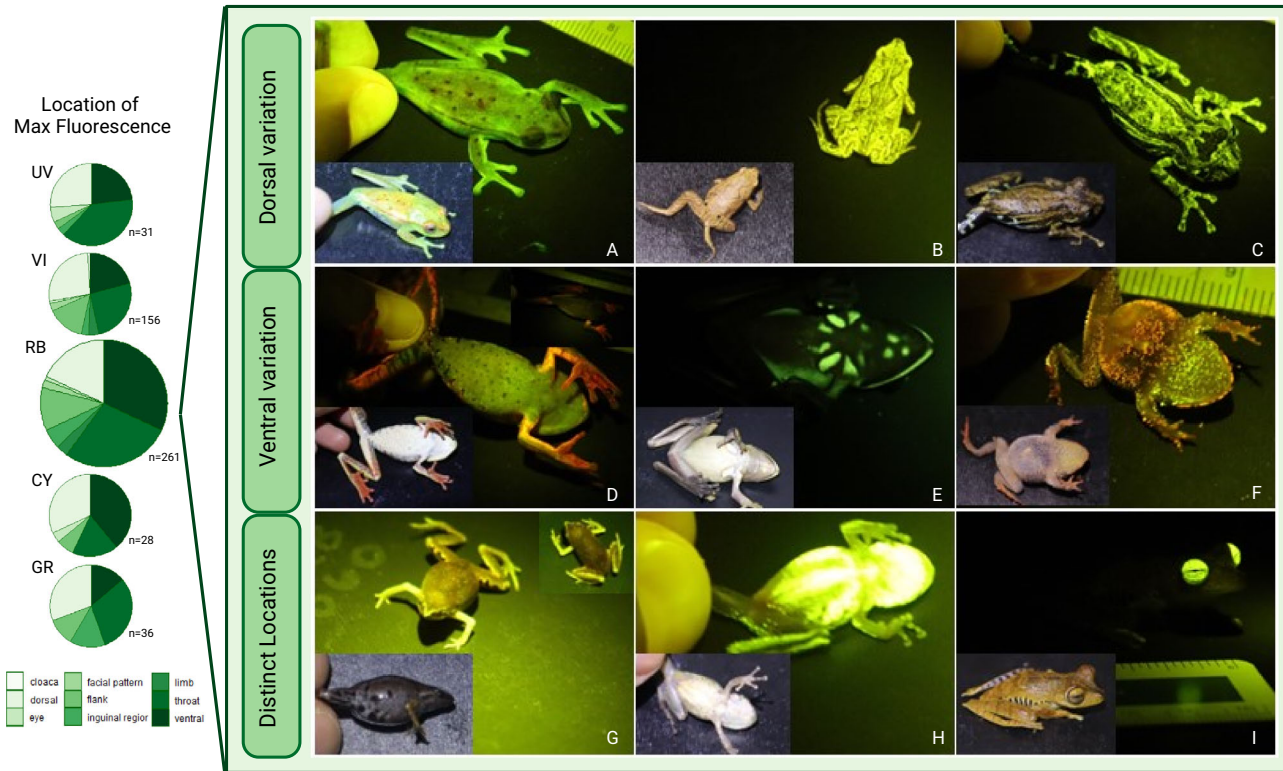 Location of
Max Fluorescence
UV
n=31
VI
n=156
RB
n=261
CY
n=28
GR
n=36
cloaca
dorsal
eye
facial pattern
flank
inguinal regior
limb
throat
ventral
Dorsal variation
A
B
C
Ventral variation
D
E
F
Distinct Locations
G
H
I